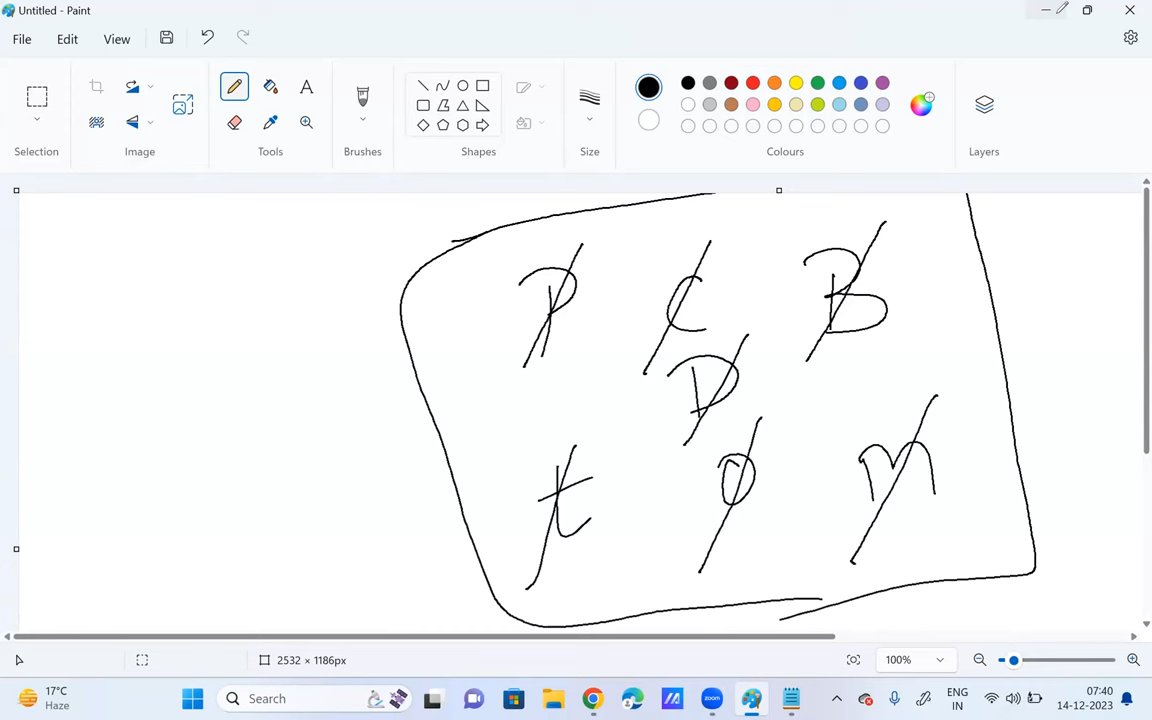 Untitled - Paint
File Edit View
Selection Image Tools Brushes Shapes Size Colours Layers
P C B
D
t o m
2532 × 1186px 100%
17°C
Haze
Search
ENG
IN
07:40
14-12-2023